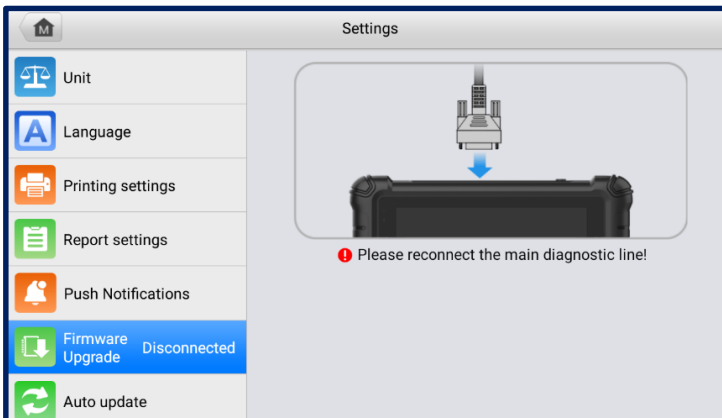 Settings
Unit
Language
Printing settings
Report settings
Push Notifications
Firmware
Upgrade
Disconnected
Auto update
Please reconnect the main diagnostic line!